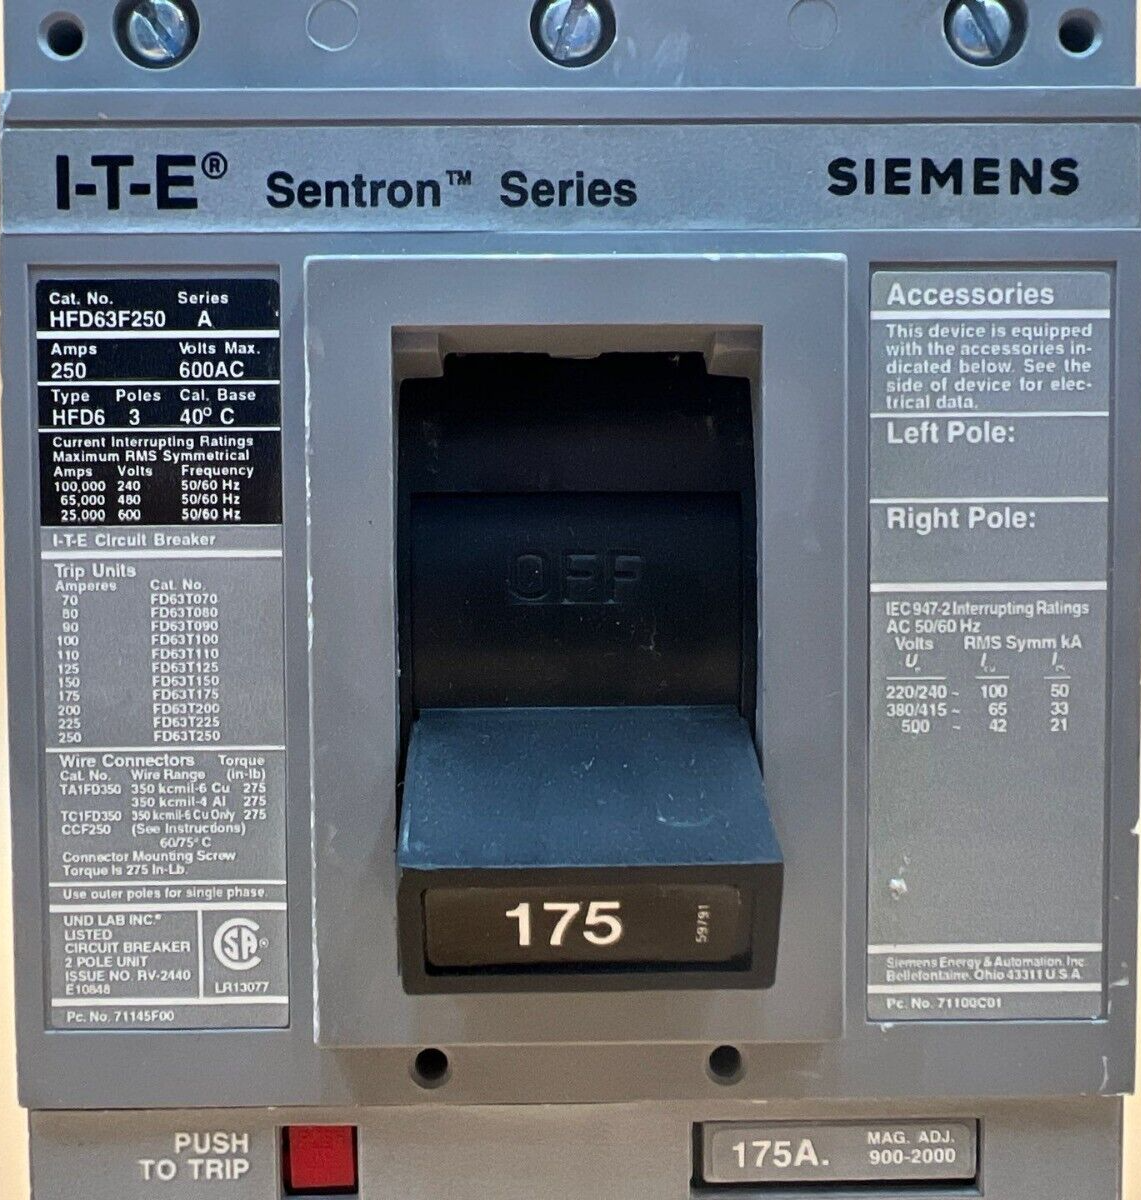 I-T-E® Sentron™ Series SIEMENS
Cat. No. Series
HFD63F250 A
Amps Volts Max.
250 600AC
Type Poles Cal. Base
HFD6 3 40° C
Current Interrupting Ratings
Maximum RMS Symmetrical
Amps Volts Frequency
100,000 240 50/60 Hz
65,000 480 50/60 Hz
25,000 600 50/60 Hz
I-T-E Circuit Breaker
Trip Units
Amperes Cat. No.
70 FD63T070
80 FD63T080
90 FD63T090
100 FD63T100
110 FD63T110
125 FD63T125
150 FD63T150
175 FD63T175
200 FD63T200
225 FD63T225
250 FD63T250
Wire Connectors Torque
Cat. No. Wire Range (in-lb)
TA1FD350 350 kcmil-6 Cu 275
350 kcmil-4 Al 275
TC1FD350 350 kcmil-6 Cu Only 275
CCF250 (See Instructions)
60/75° C
Connector Mounting Screw
Torque Is 275 In-Lb.
Use outer poles for single phase.
UND LAB INC.®
LISTED
CIRCUIT BREAKER
2 POLE UNIT
ISSUE NO. RV-2440
E10848
SA®
LR13077
Pc. No. 71145F00
OFF
175
59791
Accessories
This device is equipped
with the accessories in-
dicated below. See the
side of device for elec-
trical data.
Left Pole:
Right Pole:
IEC 947-2 Interrupting Ratings
AC 50/60 Hz
Volts RMS Symm kA
U I I
220/240 ~ 100 50
380/415 ~ 65 33
500 ~ 42 21
Siemens Energy & Automation, Inc.
Bellefontaine, Ohio 43311 U.S.A.
Pc. No. 71100C01
PUSH
TO TRIP
175A. MAG. ADJ.
900-2000